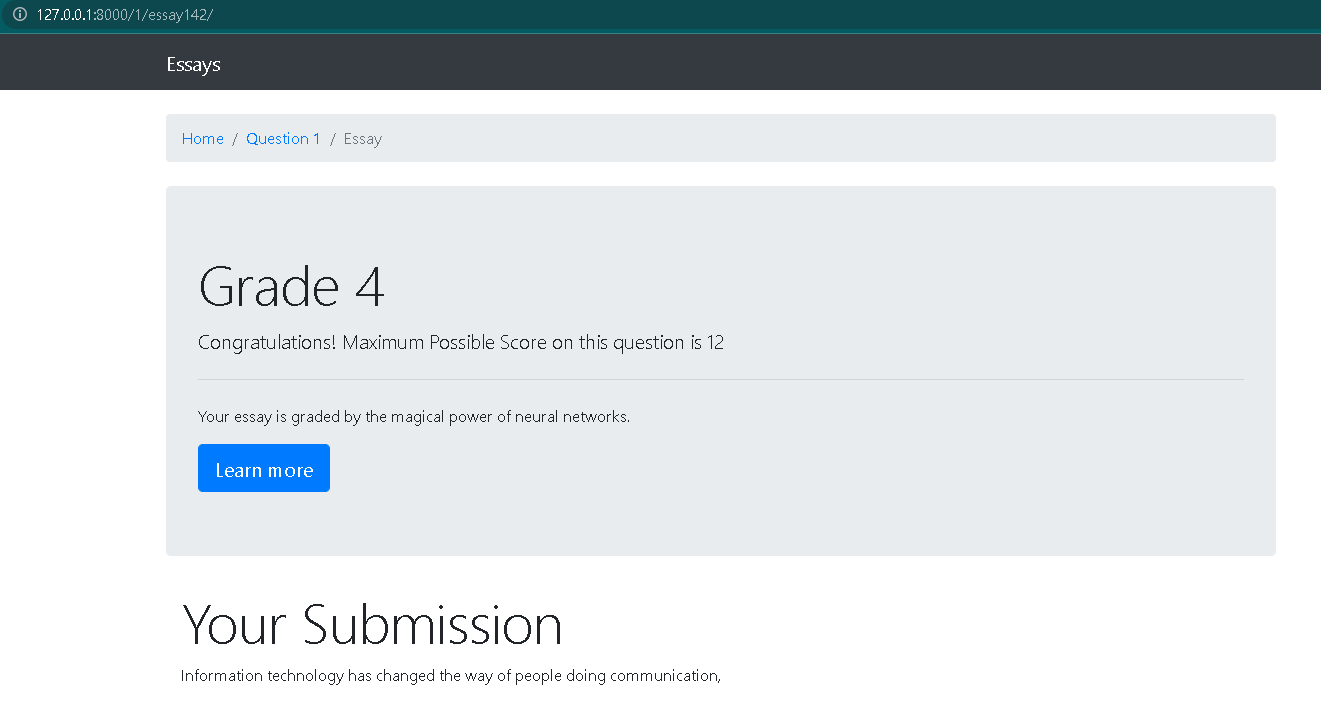 127.0.0.1:8000/1/essay142/
Essays
Home / Question 1 / Essay
Grade 4
Congratulations! Maximum Possible Score on this question is 12
Your essay is graded by the magical power of neural networks.
Learn more
Your Submission
Information technology has changed the way of people doing communication,